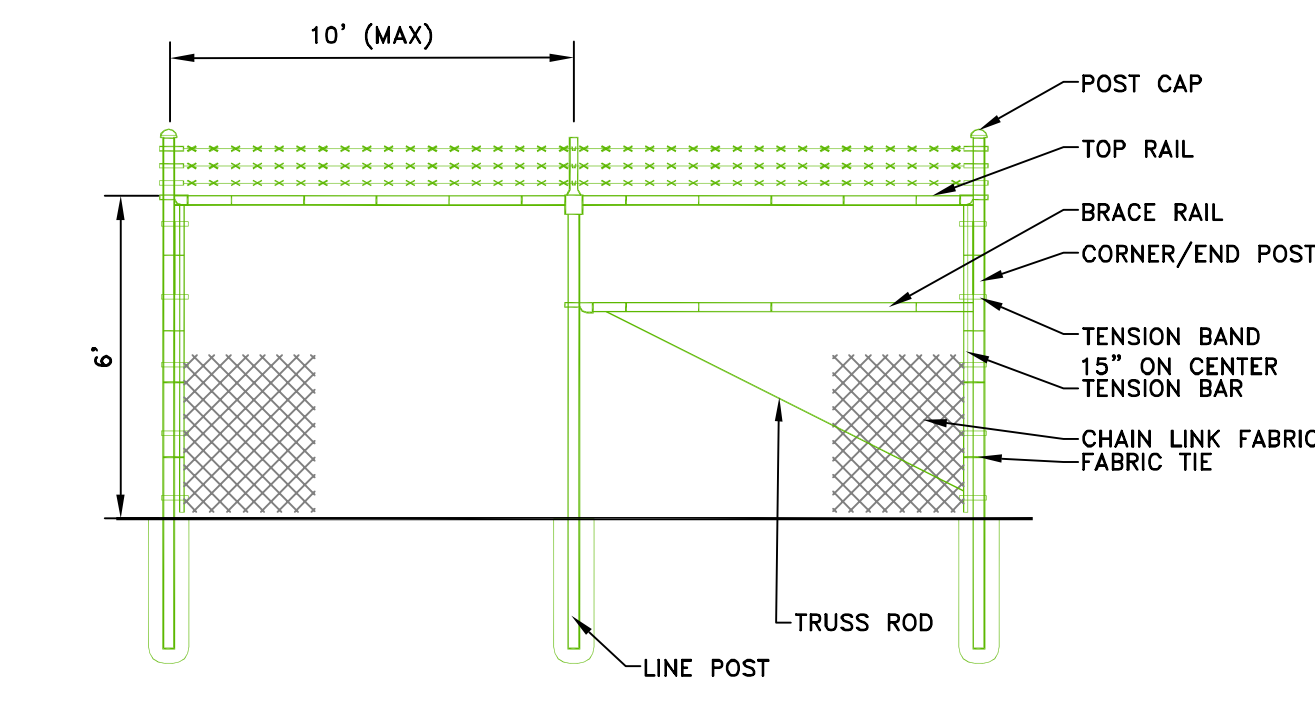 10' (MAX)
POST CAP
TOP RAIL
BRACE RAIL
CORNER/END POST
TENSION BAND
15" ON CENTER
TENSION BAR
6'
CHAIN LINK FABRIC
FABRIC TIE
TRUSS ROD
LINE POST